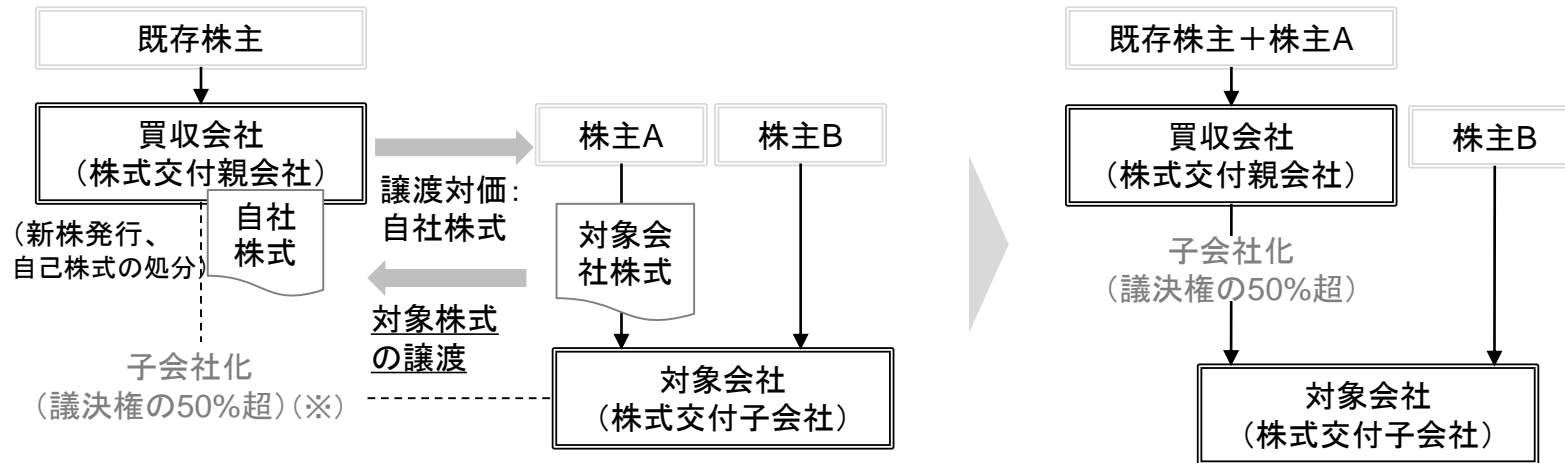 既存株主
買収会社
（株式交付親会社）
自社
株式
（新株発行、
自己株式の処分）
譲渡対価：
自社株式
対象株式
の譲渡
株主A
株主B
対象会
社株式
子会社化
（議決権の50%超）（※）
対象会社
（株式交付子会社）
既存株主＋株主A
買収会社
（株式交付親会社）
株主B
子会社化
（議決権の50%超）
対象会社
（株式交付子会社）